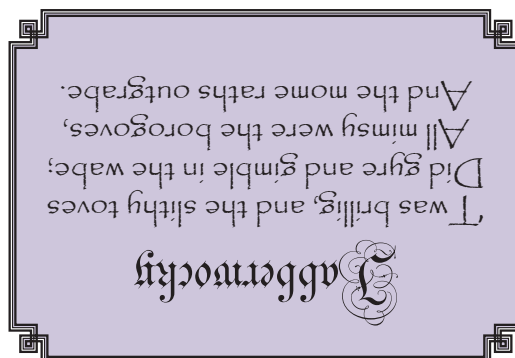 Jabberwocky
'Twas brillig, and the slithy toves
Did gyre and gimble in the wabe;
All mimsy were the borogoves,
And the mome raths outgrabe.